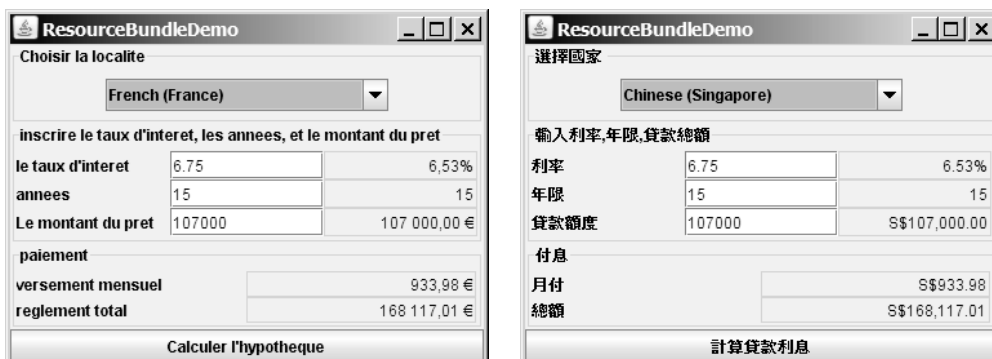 ResourceBundleDemo
Choisir la localite
French (France)
inscrire le taux d'interet, les annees, et le montant du pret
le taux d'interet 6.75 6,53%
annees 15 15
Le montant du pret 107000 107 000,00 €
paiement
versement mensuel 933,98 €
reglement total 168 117,01 €
Calculer l'hypotheque
ResourceBundleDemo
選擇國家
Chinese (Singapore)
輸入利率,年限,貸款總額
利率 6.75 6.53%
年限 15 15
貸款額度 107000 S$107,000.00
付息
月付 S$933.98
總額 S$168,117.01
計算貸款利息